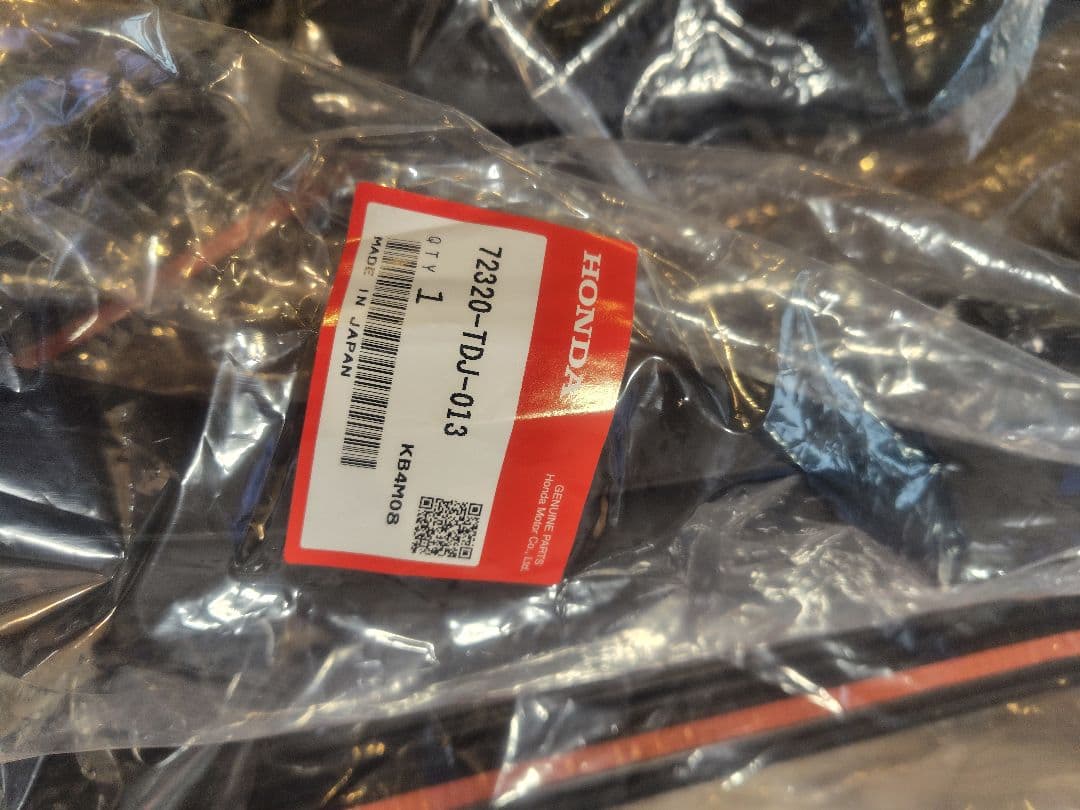 HONDA
GENUINE PARTS
Honda Motor Co., Ltd.
72320-TDJ-013
QTY 1
KB4M08
MADE IN JAPAN